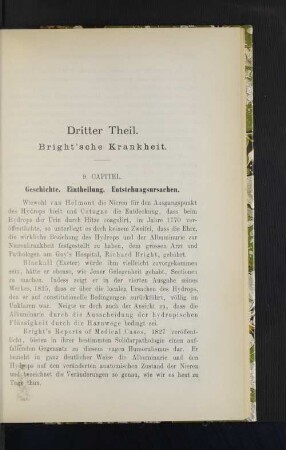 Dritter Theil.
Bright'sche Krankheit.
9. CAPITEL.
Geschichte. Eintheilung. Entstehungsursachen.
Wiewohl van Helmont die Nieren für den Ausgangspunkt
des Hydrops hielt und Cotugno die Entdeckung, dass beim
Hydrops der Urin durch Hitze coagulirt, im Jahre 1770 ver-
öffentlichte, so unterliegt es doch keinem Zweifel, dass die Ehre,
die wirkliche Beziehung des Hydrops und der Albuminurie zur
Nierenkrankheit festgestellt zu haben, dem grossen Arzt und
Pathologen am Guy's Hospital, Richard Bright, gebührt.
Blackall (Exeter) würde ihm vielleicht zuvorgekommen
sein, hätte er ebenso, wie Jener Gelegenheit gehabt, Sectionen
zu machen. Indess zeigt er in der vierten Ausgabe seines
Werkes, 1825, dass er über die localen Ursachen des Hydrops,
die er auf constitutionelle Bedingungen zurückführt, völlig im
Unklaren war. Auch er neigte sich zu der Ansicht, dass die
Albuminurie durch die Ausscheidung der hydropischen
Flüssigkeit durch die Harnwege bedingt sei.
Bright's Reports of Medical Cases, 1827 veröffent-
licht, bilden in ihrer bestimmten Solidarpathologie einen auf-
fallenden Gegensatz zu diesem vagen Humoralismus dar. Er
bezieht in ganz deutlicher Weise die Albuminurie und den
Hydrops auf den veränderten anatomischen Zustand der Nieren
und bezeichnet die Veränderungen so genau, wie wir es heut zu
Tage thun.